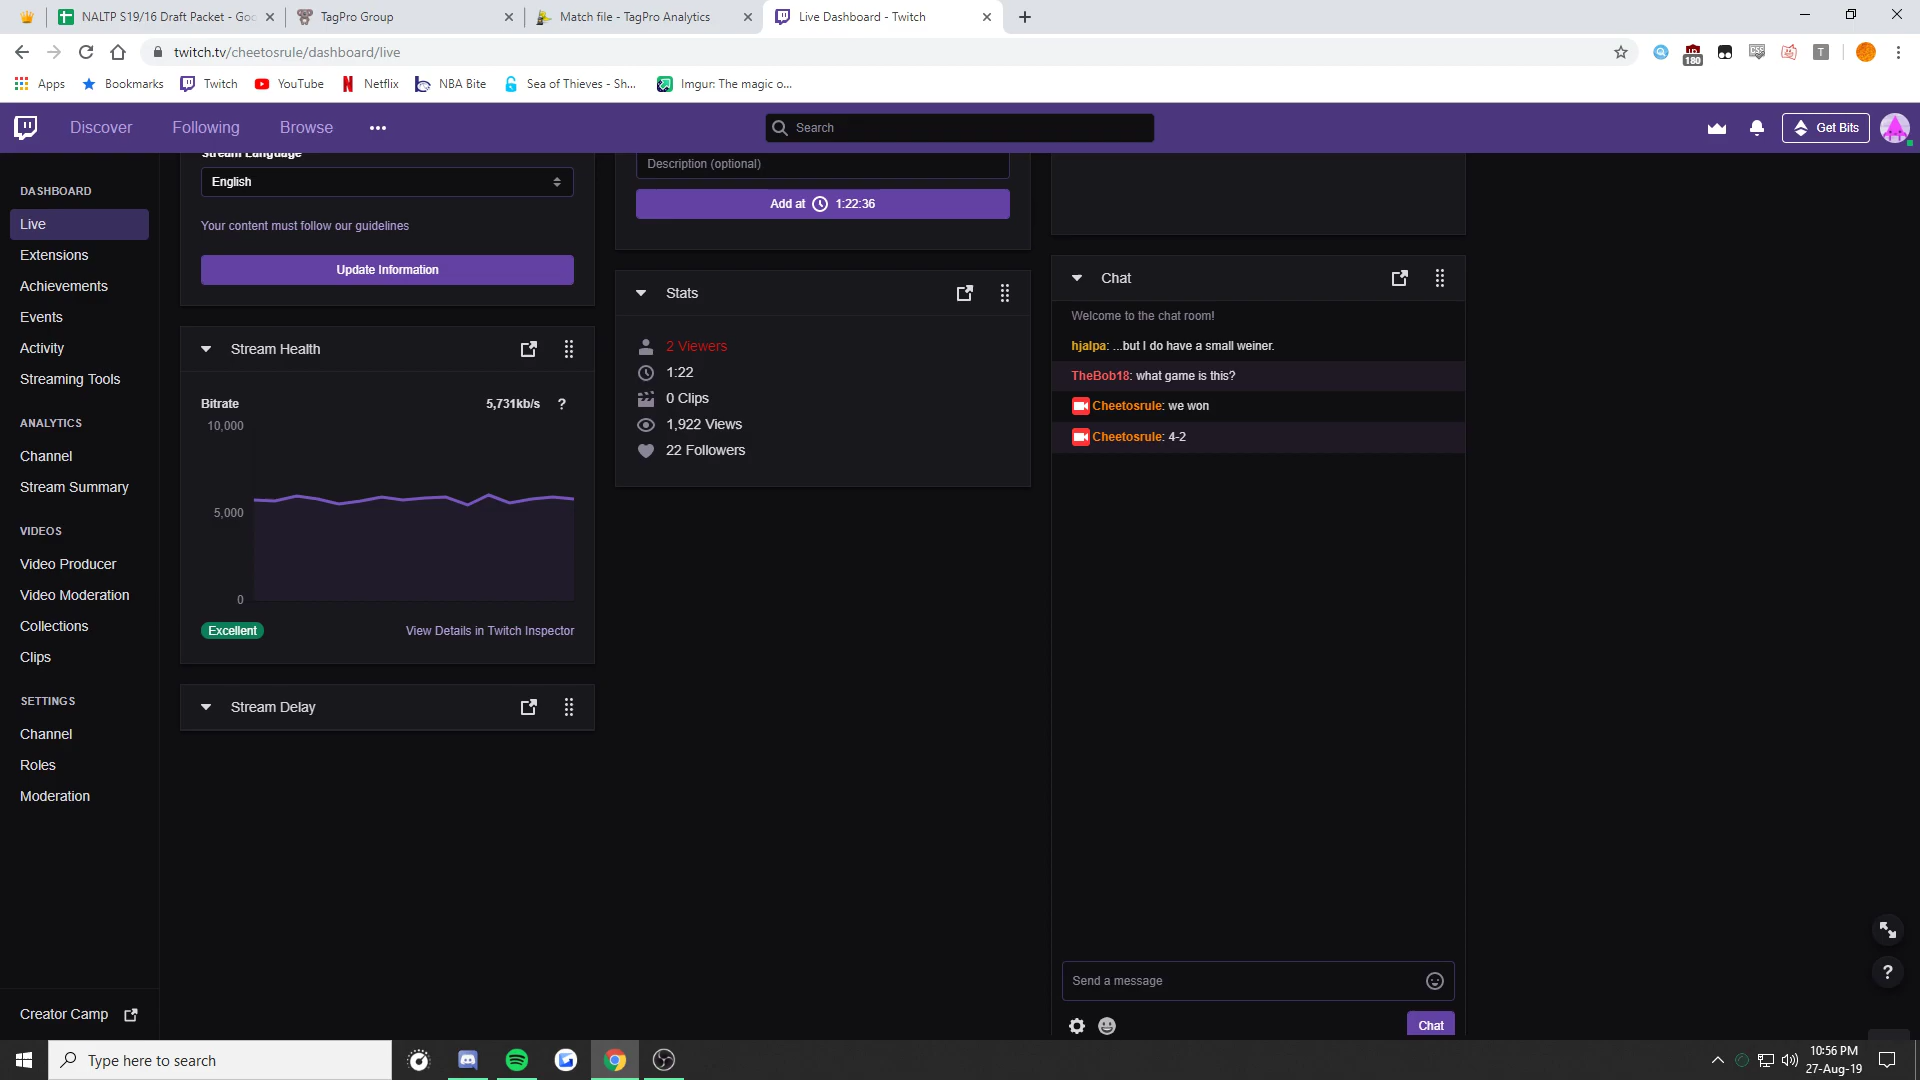 NALTP S19/16 Draft Packet - Goo
TagPro Group
Match file - TagPro Analytics
Live Dashboard - Twitch
twitch.tv/cheetosrule/dashboard/live
180
CSS
T
Apps
Bookmarks
Twitch
YouTube
Netflix
NBA Bite
Sea of Thieves - Sh...
Imgur: The magic o...
Discover
Following
Browse
Search
Get Bits
DASHBOARD
Live
Extensions
Achievements
Events
Activity
Streaming Tools
ANALYTICS
Channel
Stream Summary
VIDEOS
Video Producer
Video Moderation
Collections
Clips
SETTINGS
Channel
Roles
Moderation
Creator Camp
Stream Language
English
Your content must follow our guidelines
Update Information
Stream Health
Bitrate
5,731kb/s ?
10,000
5,000
0
Excellent
View Details in Twitch Inspector
Stream Delay
Description (optional)
Add at 1:22:36
Stats
2 Viewers
1:22
0 Clips
1,922 Views
22 Followers
Chat
Welcome to the chat room!
hjalpa: ...but I do have a small weiner.
TheBob18: what game is this?
Cheetosrule: we won
Cheetosrule: 4-2
Send a message
Chat
?
Type here to search
10:56 PM
27-Aug-19